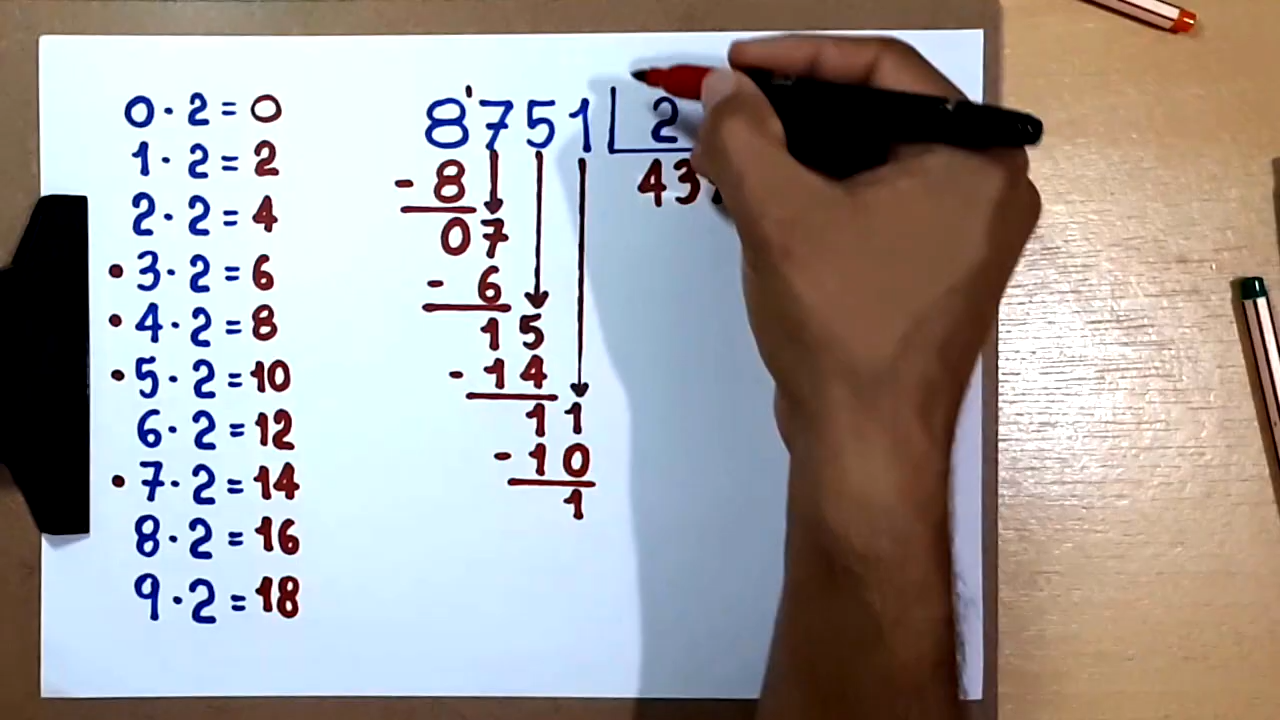 0 · 2 = 0
1 · 2 = 2
2 · 2 = 4
• 3 · 2 = 6
• 4 · 2 = 8
• 5 · 2 = 10
6 · 2 = 12
• 7 · 2 = 14
8 · 2 = 16
9 · 2 = 18
8'751 2
- 8 43
07
- 6
15
- 14
11
- 10
1